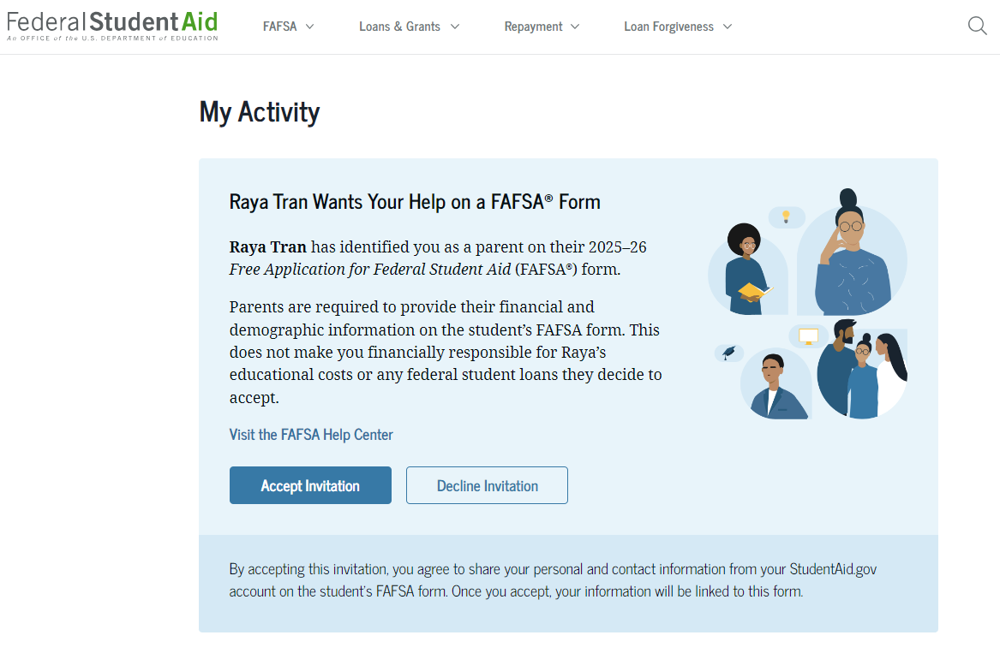 Federal Student Aid
An OFFICE of the U.S. DEPARTMENT of EDUCATION
FAFSA
Loans & Grants
Repayment
Loan Forgiveness
My Activity
Raya Tran Wants Your Help on a FAFSA® Form
Raya Tran has identified you as a parent on their 2025–26
Free Application for Federal Student Aid (FAFSA®) form.
Parents are required to provide their financial and
demographic information on the student’s FAFSA form. This
does not make you financially responsible for Raya’s
educational costs or any federal student loans they decide to
accept.
Visit the FAFSA Help Center
Accept Invitation
Decline Invitation
By accepting this invitation, you agree to share your personal and contact information from your StudentAid.gov
account on the student's FAFSA form. Once you accept, your information will be linked to this form.